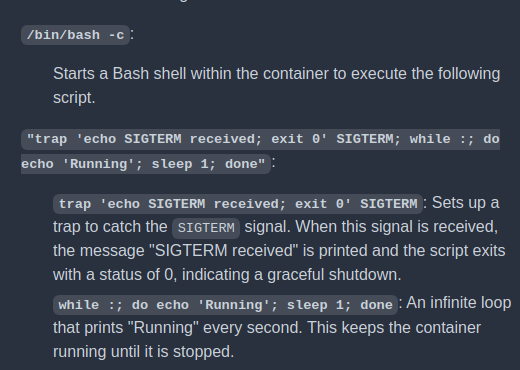 /bin/bash -c:
Starts a Bash shell within the container to execute the following
script.
"trap 'echo SIGTERM received; exit 0' SIGTERM; while :; do
echo 'Running'; sleep 1; done":
trap 'echo SIGTERM received; exit 0' SIGTERM: Sets up a
trap to catch the SIGTERM signal. When this signal is received,
the message "SIGTERM received" is printed and the script exits
with a status of 0, indicating a graceful shutdown.
while :; do echo 'Running'; sleep 1; done: An infinite loop
that prints "Running" every second. This keeps the container
running until it is stopped.